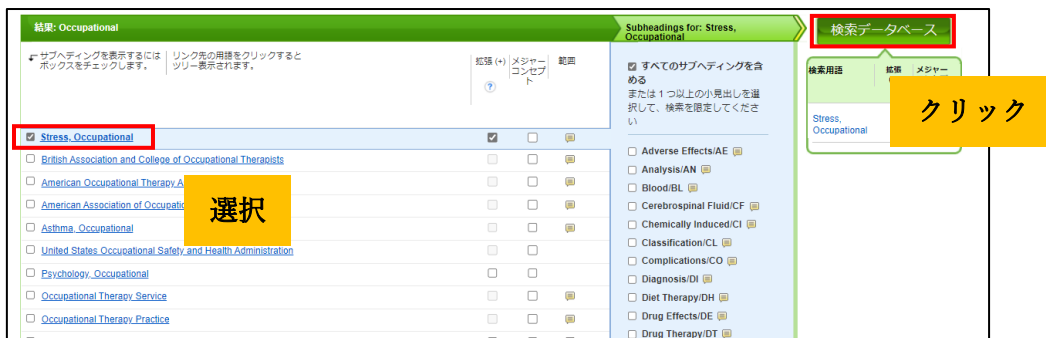 結果: Occupational
サブヘディングを表示するには
ボックスをチェックします。
リンク先の用語をクリックすると
ツリー表示されます。
拡張 (+)
メジャー
コンセプ
ト
範囲
?
Stress, Occupational
British Association and College of Occupational Therapists
American Occupational Therapy A
American Association of Occupatio
Asthma, Occupational
United States Occupational Safety and Health Administration
Psychology, Occupational
Occupational Therapy Service
Occupational Therapy Practice
選択
Subheadings for: Stress,
Occupational
すべてのサブヘディングを含
める
または 1 つ以上の小見出しを選
択して、検索を限定してくださ
い
Adverse Effects/AE
Analysis/AN
Blood/BL
Cerebrospinal Fluid/CF
Chemically Induced/CI
Classification/CL
Complications/CO
Diagnosis/DI
Diet Therapy/DH
Drug Effects/DE
Drug Therapy/DT
検索データベース
検索用語
拡張
メジャー
Stress,
Occupational
クリック